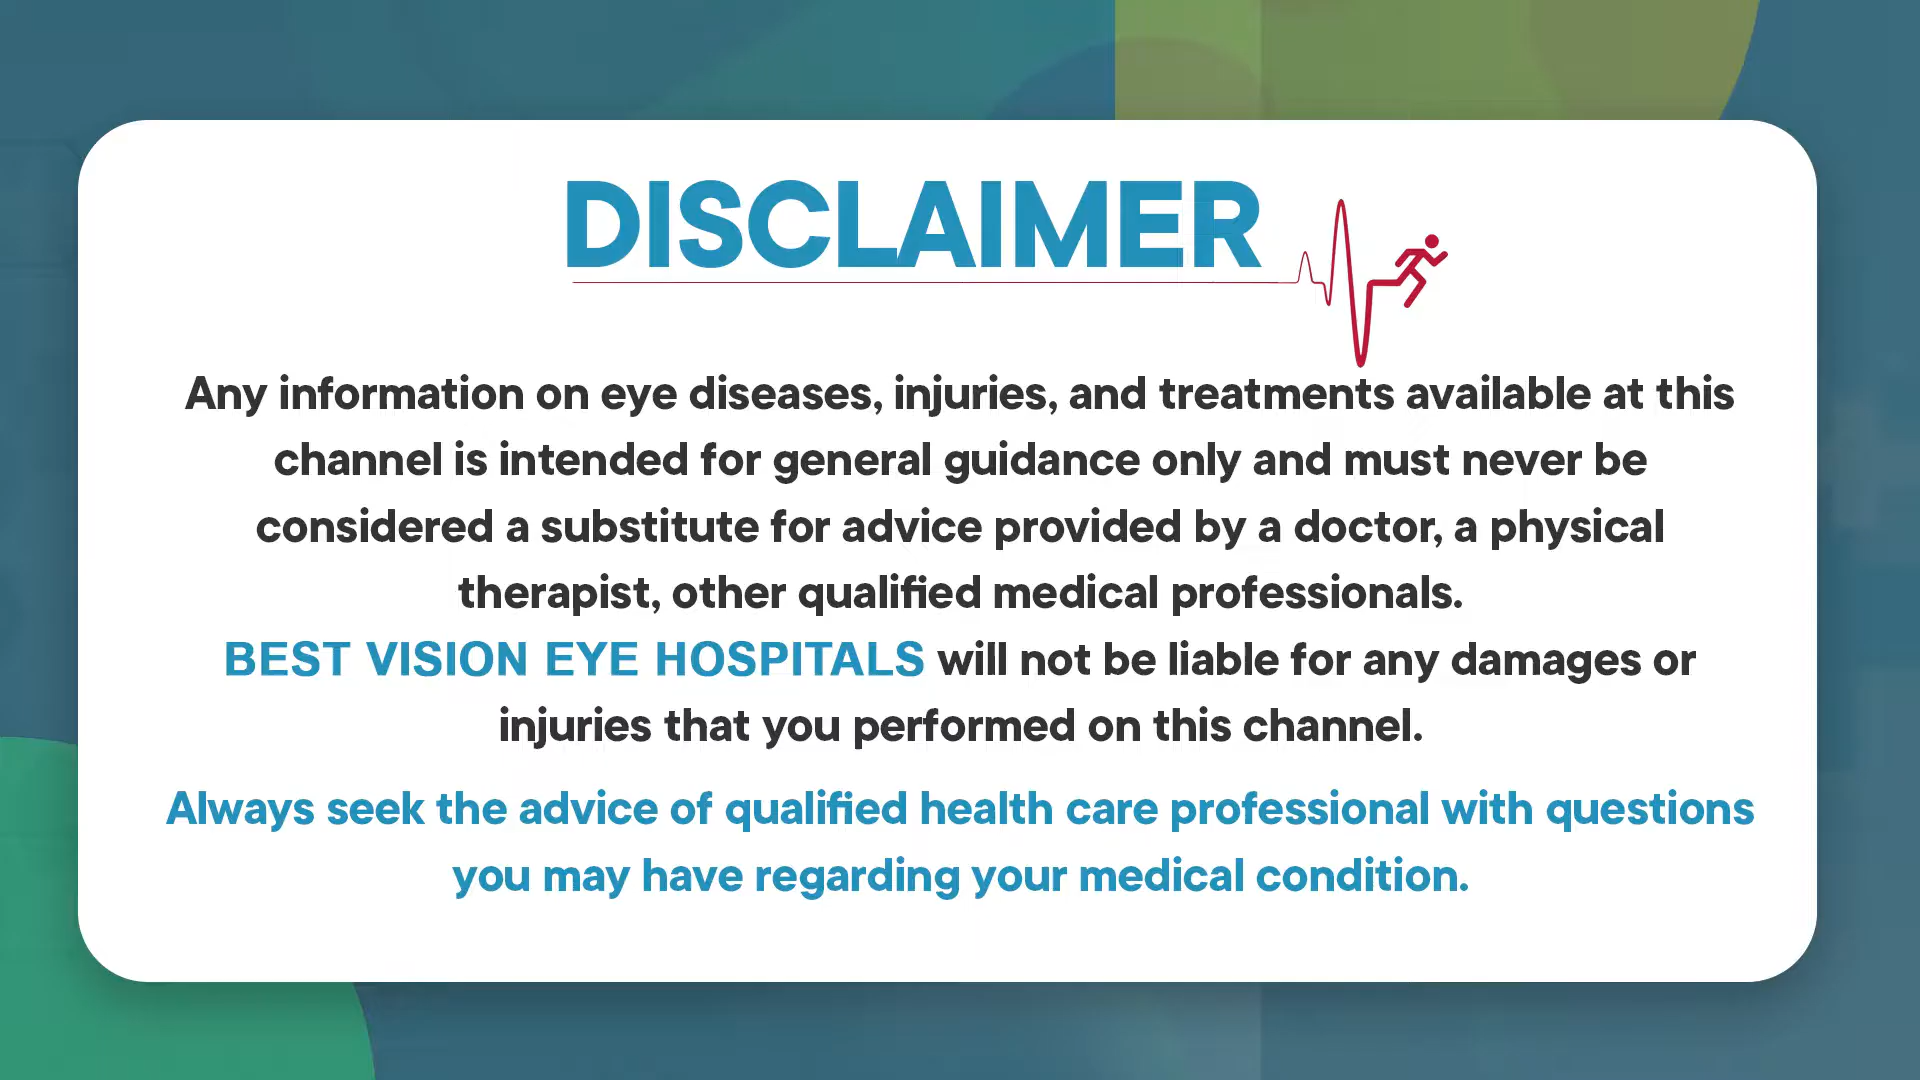 DISCLAIMER
Any information on eye diseases, injuries, and treatments available at this
channel is intended for general guidance only and must never be
considered a substitute for advice provided by a doctor, a physical
therapist, other qualified medical professionals.
BEST VISION EYE HOSPITALS will not be liable for any damages or
injuries that you performed on this channel.
Always seek the advice of qualified health care professional with questions
you may have regarding your medical condition.